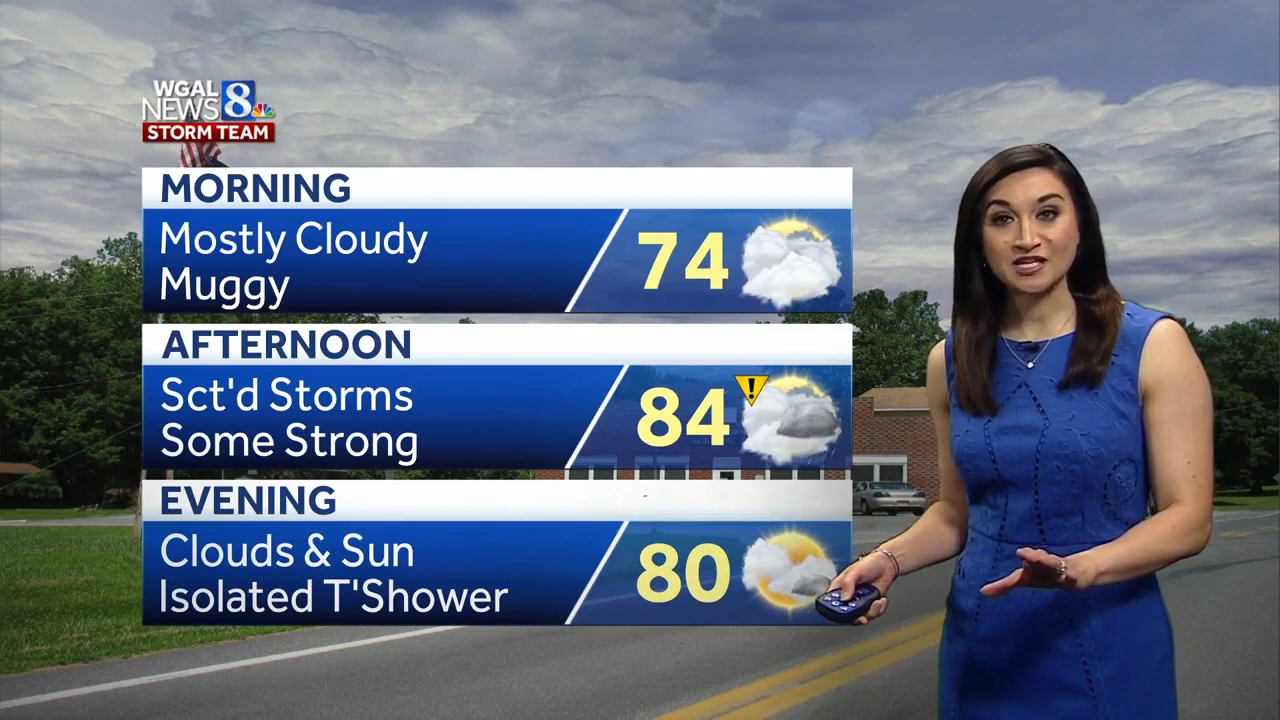 WGAL
NEWS 8
STORM TEAM
MORNING
Mostly Cloudy
Muggy
74
AFTERNOON
Sct'd Storms
Some Strong
84
!
EVENING
Clouds & Sun
Isolated T'Shower
80